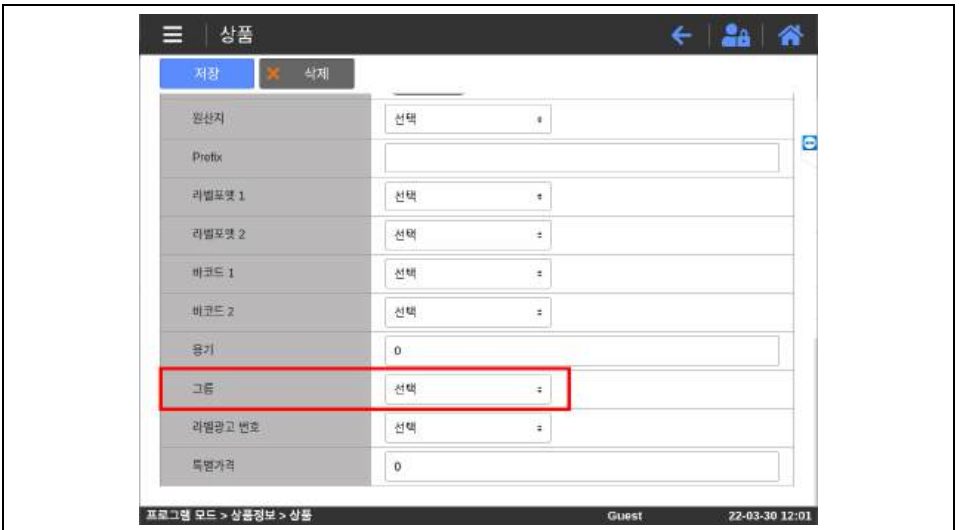 상품
저장
삭제
원산지 선택
Prefix
라벨포맷 1 선택
라벨포맷 2 선택
바코드 1 선택
바코드 2 선택
용기 0
그룹 선택
라벨광고 번호 선택
특별가격 0
프로그램 모드 > 상품정보 > 상품 Guest 22-03-30 12:01